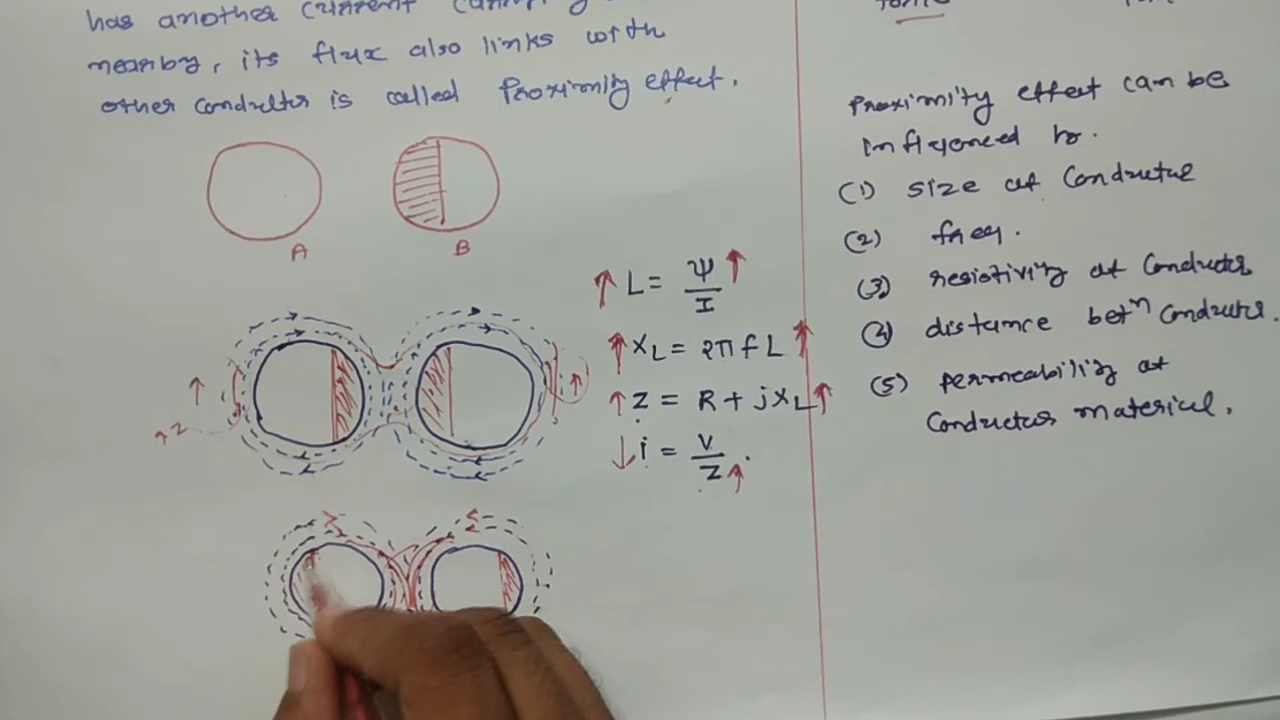 has another current
nearby, its flux also links with
other conductor is called Proximity effect.
A
B
↑ L = Ψ/I ↑
↑ XL = 2πfL ↑
↑ Z = R + jXL ↑
↓ i = V/Z ↑.
↑
↑
↑ Z
Proximity effect can be
influenced by.
(1) size of Conductor
(2) freq.
(3) resistivity of Conductor
(4) distance betⁿ Conductor.
(5) permeability of
Conductor material.